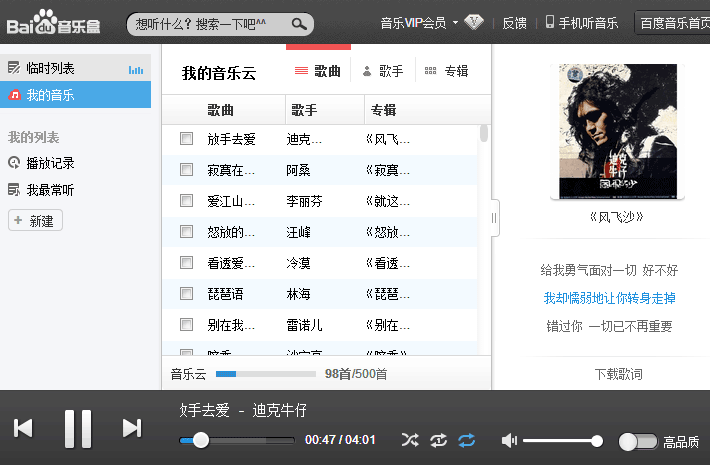 Bai du 音乐盒
想听什么？搜索一下吧^^
音乐VIP会员
反馈
手机听音乐
百度音乐首页
临时列表
我的音乐
我的列表
播放记录
我最常听
+ 新建
我的音乐云
歌曲
歌手
专辑
歌曲 歌手 专辑
放手去爱 迪克... 《风飞...
寂寞在... 阿桑 《寂寞...
爱江山... 李丽芬 《就这...
怒放的... 汪峰 《怒放...
看透爱... 冷漠 《看透...
琵琶语 林海 《琵琶...
别在我... 雷诺儿 《别在...
音乐云 98首/500首
迪克
牛仔
风飛沙
《风飞沙》
给我勇气面对一切 好不好
我却懦弱地让你转身走掉
错过你 一切已不再重要
下载歌词
放手去爱 - 迪克牛仔
00:47 / 04:01
高品质